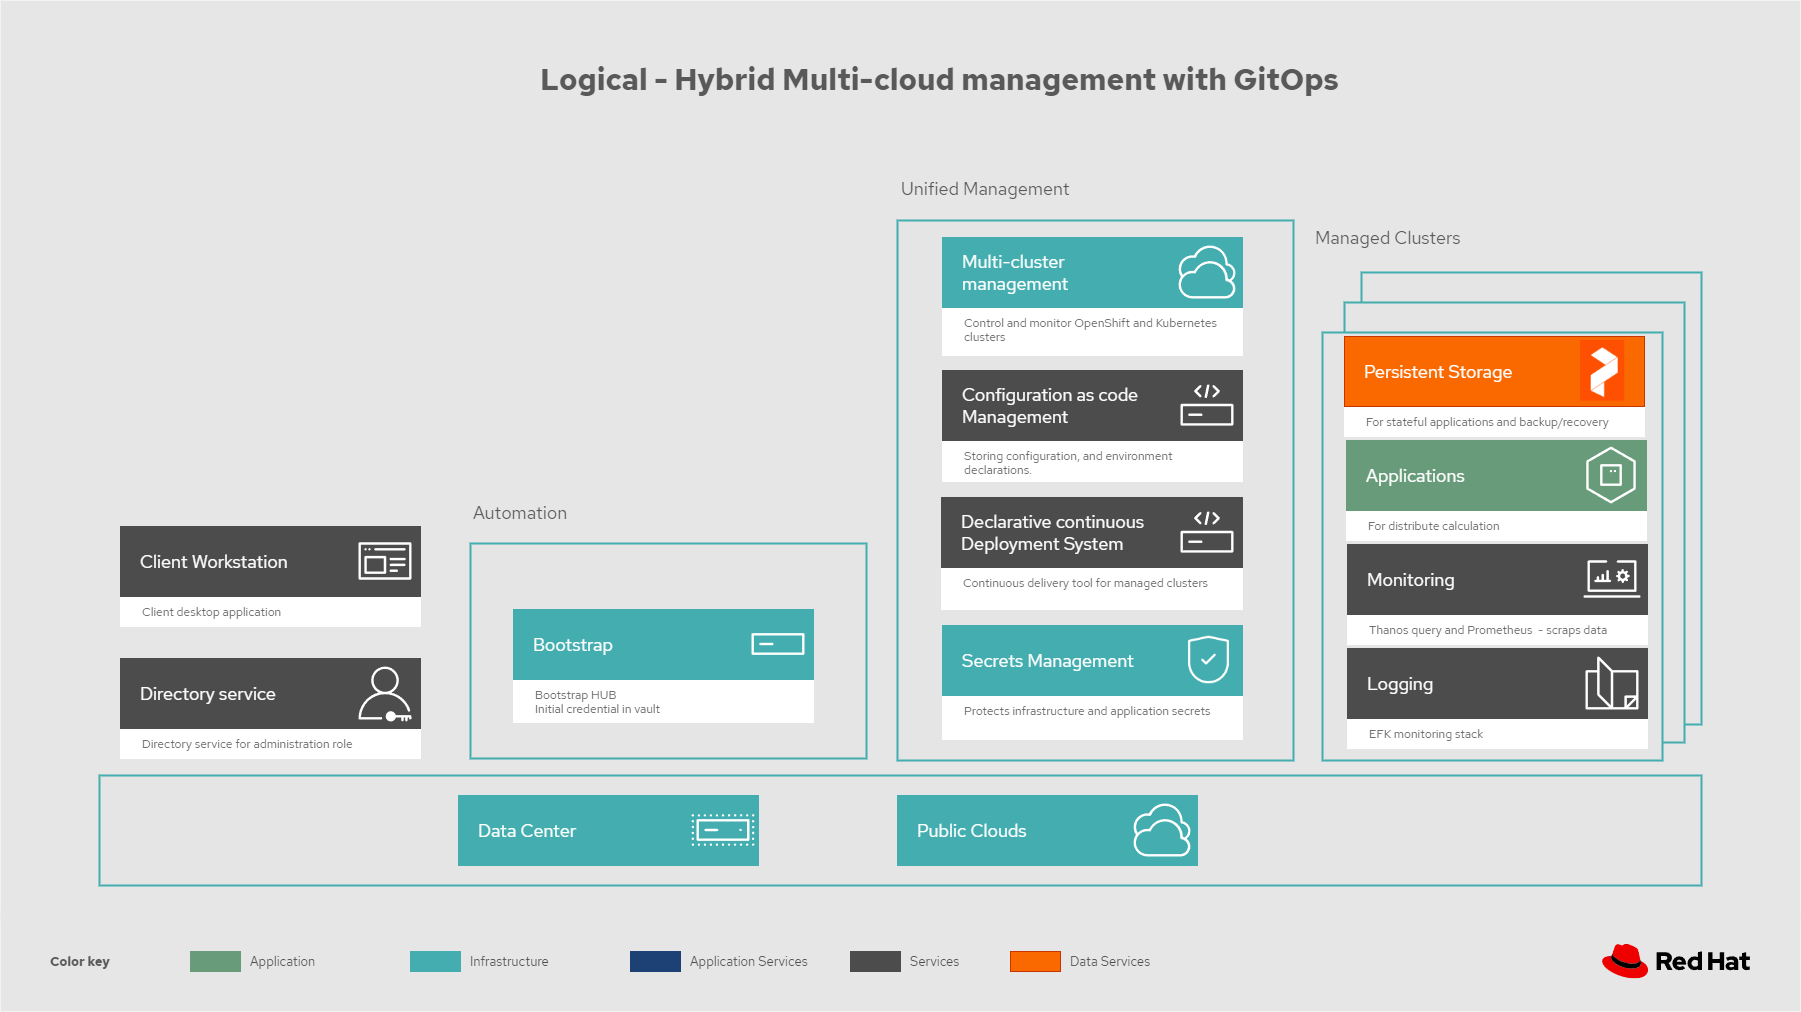 Logical - Hybrid Multi-cloud management with GitOps
Unified Management
Multi-cluster
management
Control and monitor OpenShift and Kubernetes
clusters
Configuration as code
Management
Storing configuration, and environment
declarations.
Declarative continuous
Deployment System
Continuous delivery tool for managed clusters
Secrets Management
Protects infrastructure and application secrets
Managed Clusters
Persistent Storage
For stateful applications and backup/recovery
Applications
For distribute calculation
Monitoring
Thanos query and Prometheus - scraps data
Logging
EFK monitoring stack
Automation
Bootstrap
Bootstrap HUB
Initial credential in vault
Client Workstation
Client desktop application
Directory service
Directory service for administration role
Data Center
Public Clouds
Color key
Application
Infrastructure
Application Services
Services
Data Services
Red Hat